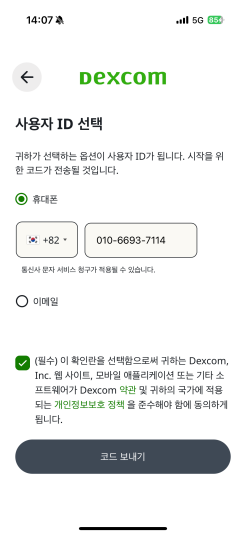 14:07
5G
85
Dexcom
사용자 ID 선택
귀하가 선택하는 옵션이 사용자 ID가 됩니다. 시작을 위
한 코드가 전송될 것입니다.
휴대폰
+82
010-6693-7114
통신사 문자 서비스 청구가 적용될 수 있습니다.
이메일
(필수) 이 확인란을 선택함으로써 귀하는 Dexcom,
Inc. 웹 사이트, 모바일 애플리케이션 또는 기타 소
프트웨어가 Dexcom 약관 및 귀하의 국가에 적용
되는 개인정보보호 정책 을 준수해야 함에 동의하게
됩니다.
코드 보내기